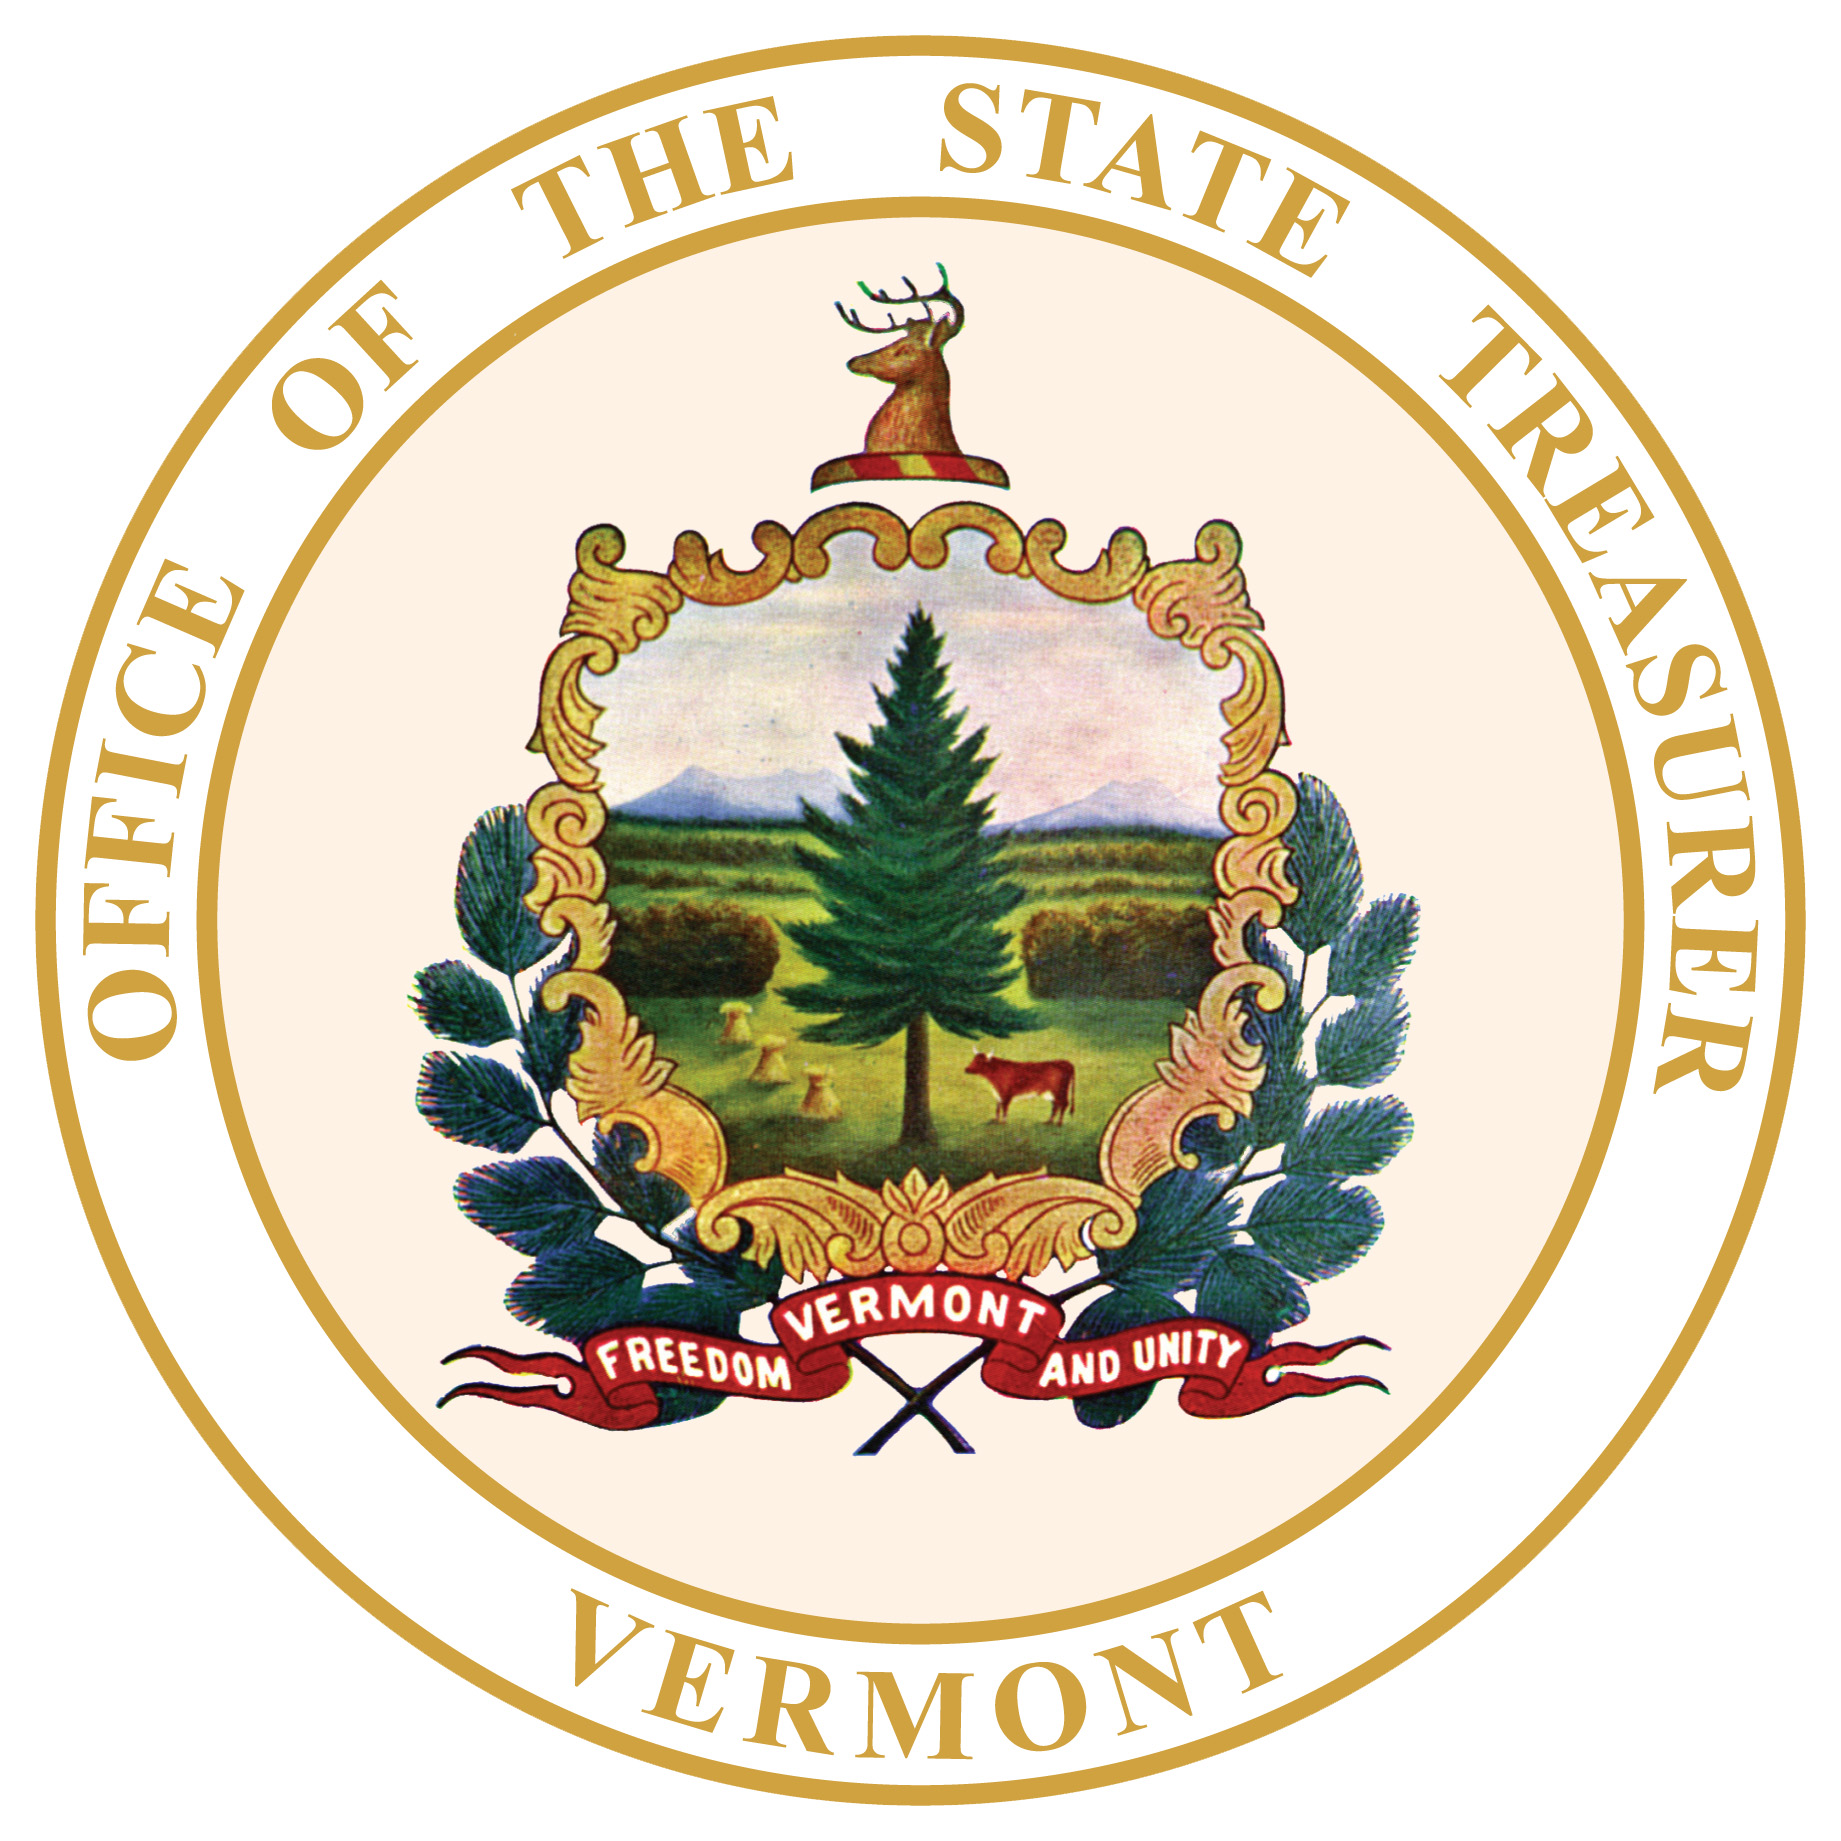 OFFICE OF THE STATE TREASURER
VERMONT
FREEDOM AND UNITY
VERMONT